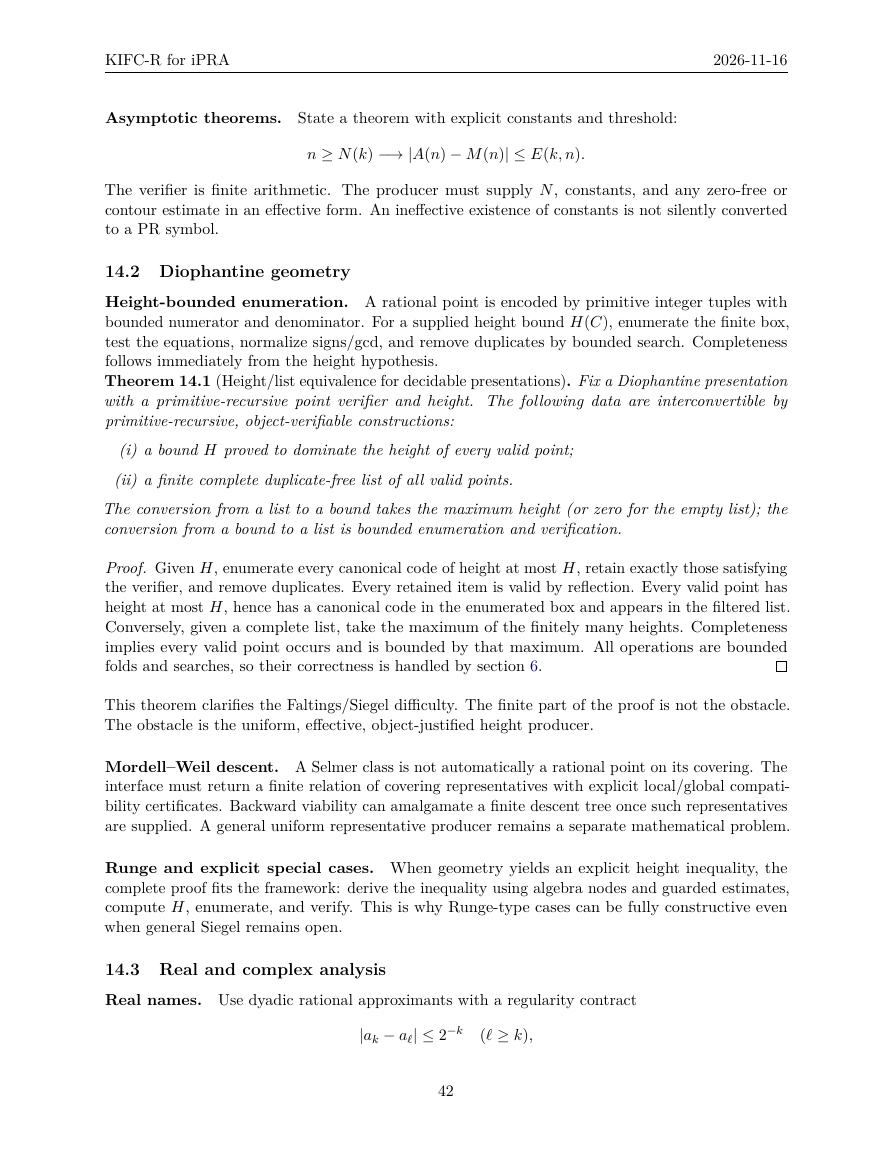 KIFC-R for iPRA 2026-11-16
Asymptotic theorems. State a theorem with explicit constants and threshold:
n ≥ N(k) ⟶ |A(n) − M(n)| ≤ E(k, n).
The verifier is finite arithmetic. The producer must supply N, constants, and any zero-free or
contour estimate in an effective form. An ineffective existence of constants is not silently converted
to a PR symbol.
14.2 Diophantine geometry
Height-bounded enumeration. A rational point is encoded by primitive integer tuples with
bounded numerator and denominator. For a supplied height bound H(C), enumerate the finite box,
test the equations, normalize signs/gcd, and remove duplicates by bounded search. Completeness
follows immediately from the height hypothesis.
Theorem 14.1 (Height/list equivalence for decidable presentations). Fix a Diophantine presentation
with a primitive-recursive point verifier and height. The following data are interconvertible by
primitive-recursive, object-verifiable constructions:
(i) a bound H proved to dominate the height of every valid point;
(ii) a finite complete duplicate-free list of all valid points.
The conversion from a list to a bound takes the maximum height (or zero for the empty list); the
conversion from a bound to a list is bounded enumeration and verification.
Proof. Given H, enumerate every canonical code of height at most H, retain exactly those satisfying
the verifier, and remove duplicates. Every retained item is valid by reflection. Every valid point has
height at most H, hence has a canonical code in the enumerated box and appears in the filtered list.
Conversely, given a complete list, take the maximum of the finitely many heights. Completeness
implies every valid point occurs and is bounded by that maximum. All operations are bounded
folds and searches, so their correctness is handled by section 6. □
This theorem clarifies the Faltings/Siegel difficulty. The finite part of the proof is not the obstacle.
The obstacle is the uniform, effective, object-justified height producer.
Mordell–Weil descent. A Selmer class is not automatically a rational point on its covering. The
interface must return a finite relation of covering representatives with explicit local/global compati-
bility certificates. Backward viability can amalgamate a finite descent tree once such representatives
are supplied. A general uniform representative producer remains a separate mathematical problem.
Runge and explicit special cases. When geometry yields an explicit height inequality, the
complete proof fits the framework: derive the inequality using algebra nodes and guarded estimates,
compute H, enumerate, and verify. This is why Runge-type cases can be fully constructive even
when general Siegel remains open.
14.3 Real and complex analysis
Real names. Use dyadic rational approximants with a regularity contract
|aₖ − a_ℓ| ≤ 2⁻ᵏ (ℓ ≥ k),
42